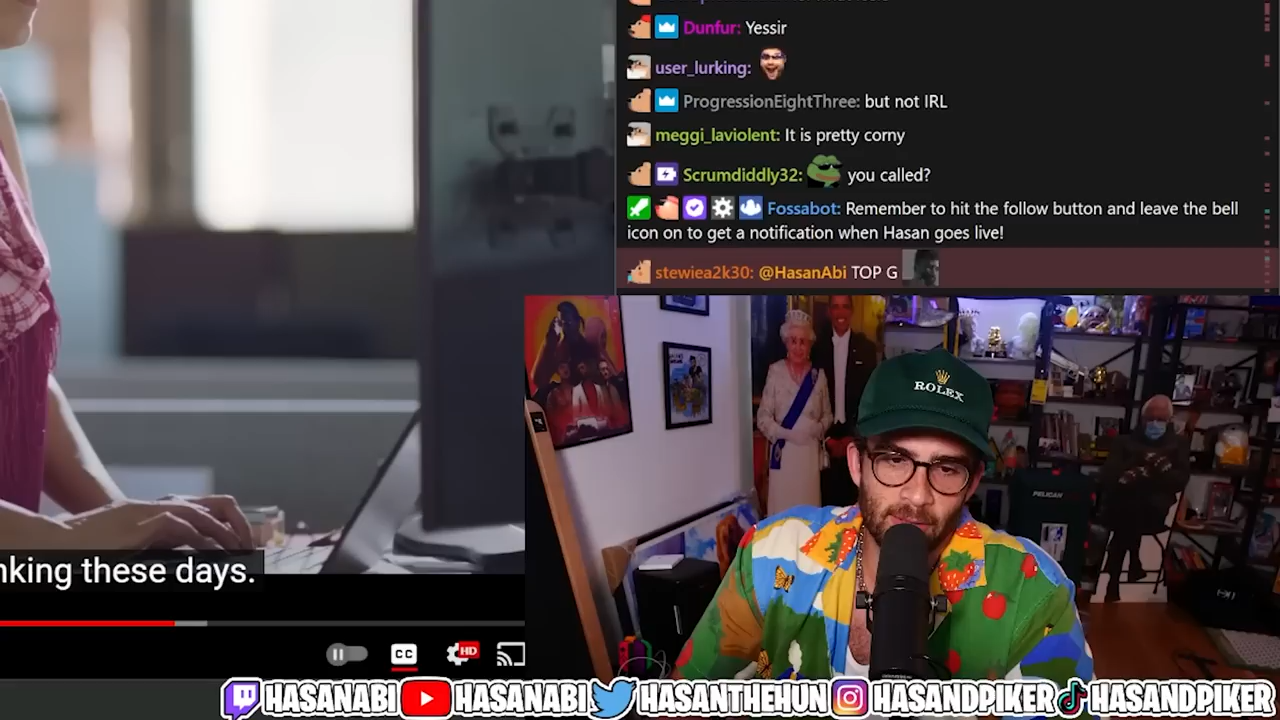 Dunfur: Yessir
user_lurking:
ProgressionEightThree: but not IRL
meggi_laviolent: It is pretty corny
Scrumdiddly32: you called?
Fossabot: Remember to hit the follow button and leave the bell
icon on to get a notification when Hasan goes live!
stewiea2k30: @HasanAbi TOP G
ROLEX
PELICAN
nking these days.
CC
HD
HASANABI HASANABI HASANTHEHUN HASANDPIKER HASANDPIKER